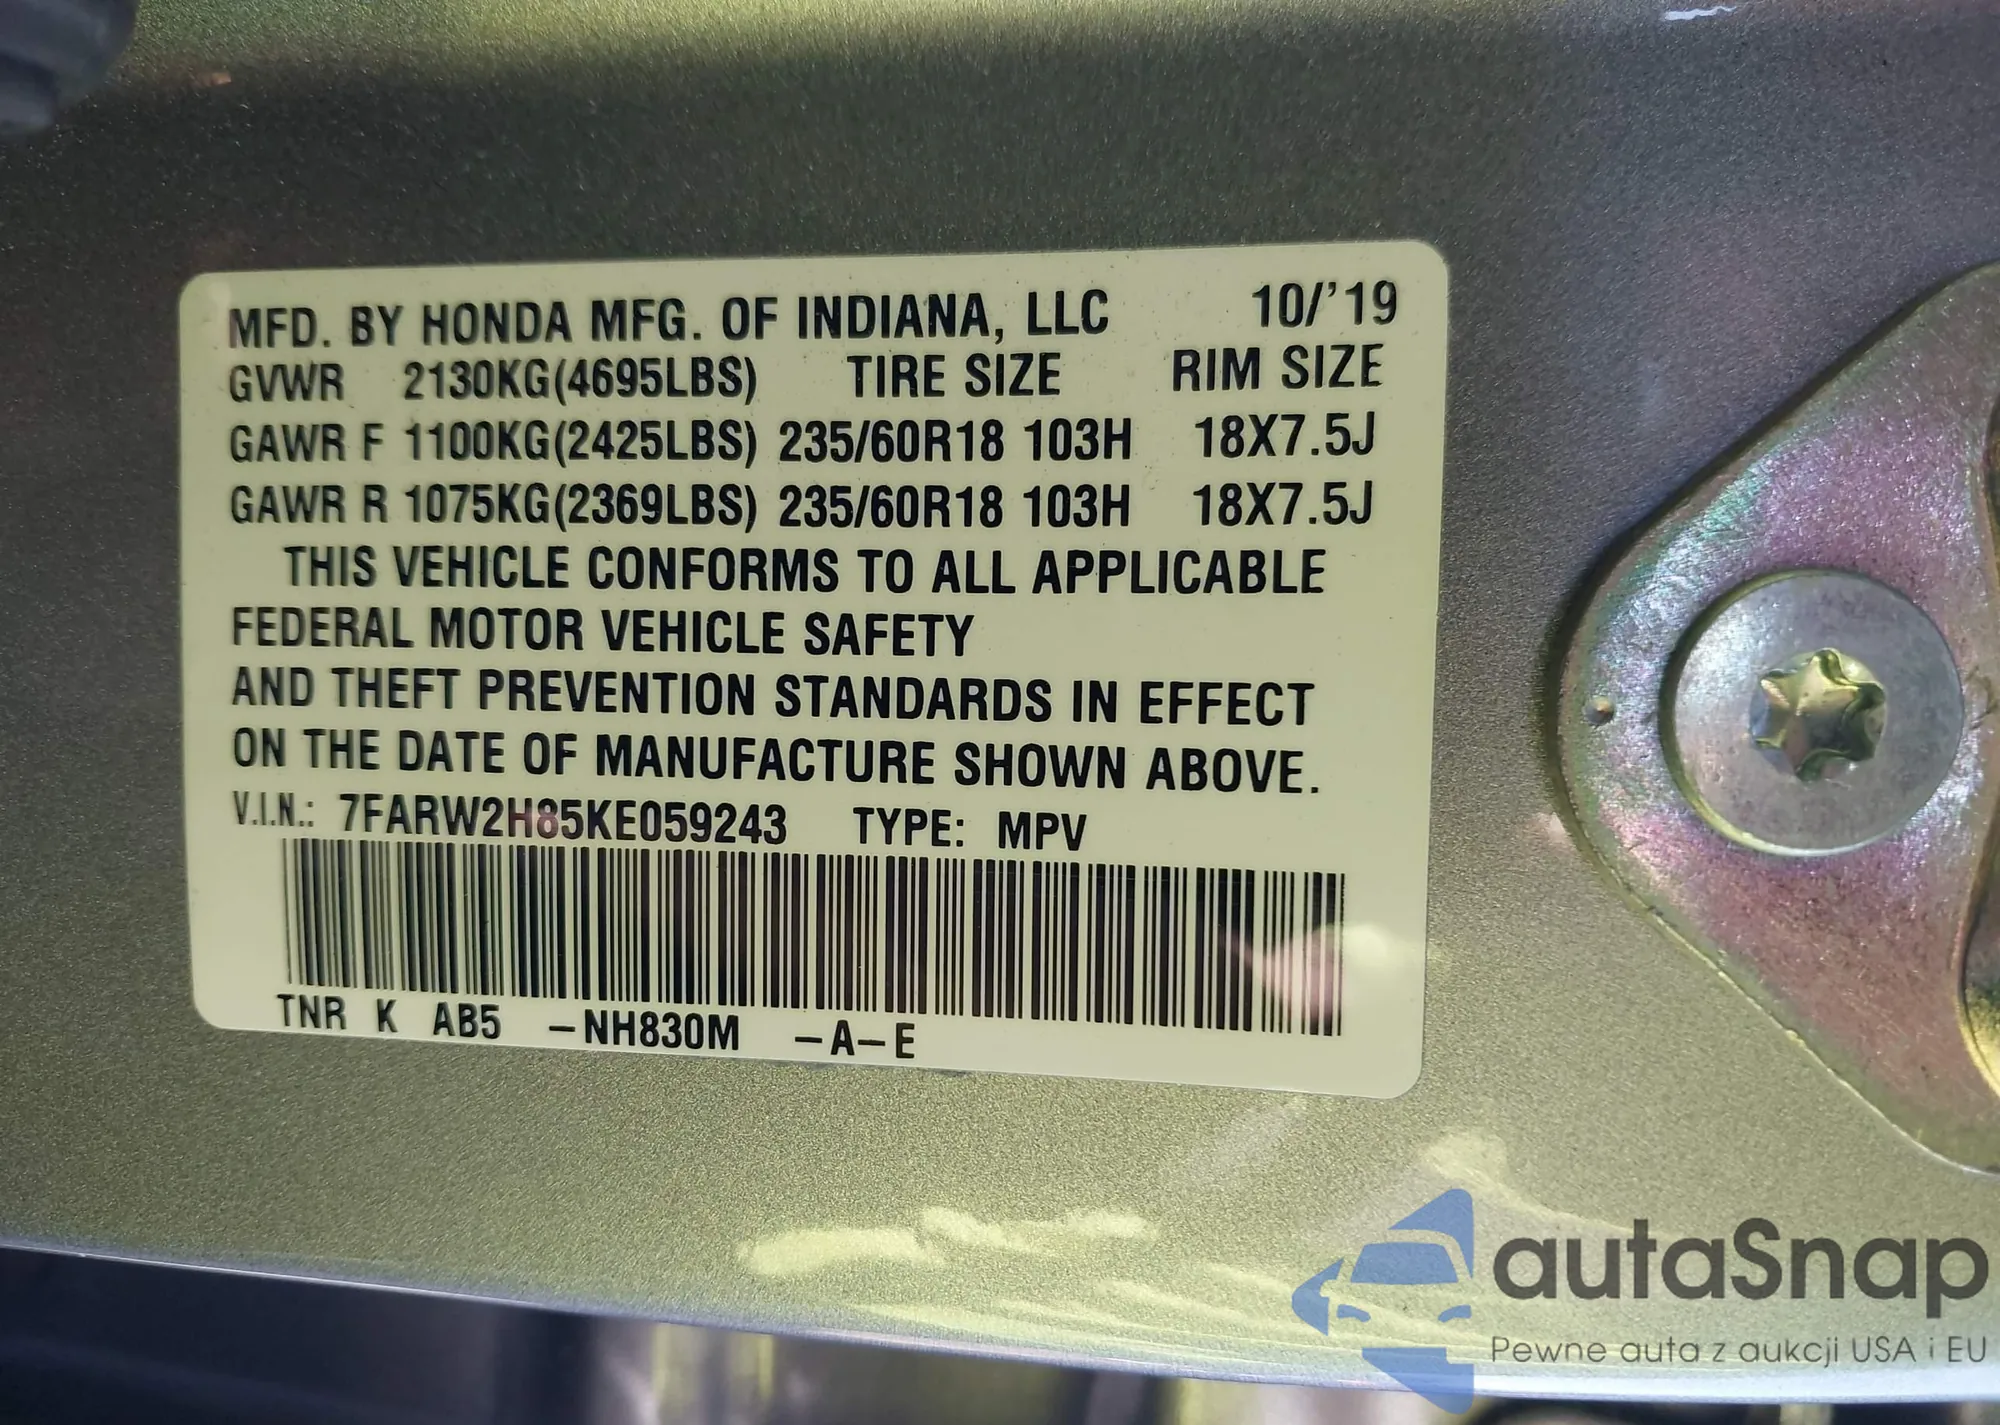 MFD. BY HONDA MFG. OF INDIANA, LLC 10/'19
GVWR 2130KG(4695LBS) TIRE SIZE RIM SIZE
GAWR F 1100KG(2425LBS) 235/60R18 103H 18X7.5J
GAWR R 1075KG(2369LBS) 235/60R18 103H 18X7.5J
THIS VEHICLE CONFORMS TO ALL APPLICABLE
FEDERAL MOTOR VEHICLE SAFETY
AND THEFT PREVENTION STANDARDS IN EFFECT
ON THE DATE OF MANUFACTURE SHOWN ABOVE.
V.I.N.: 7FARW2H85KE059243 TYPE: MPV
TNR K AB5 -NH830M -A-E
autaSnap
Pewne auta z aukcji USA i EU